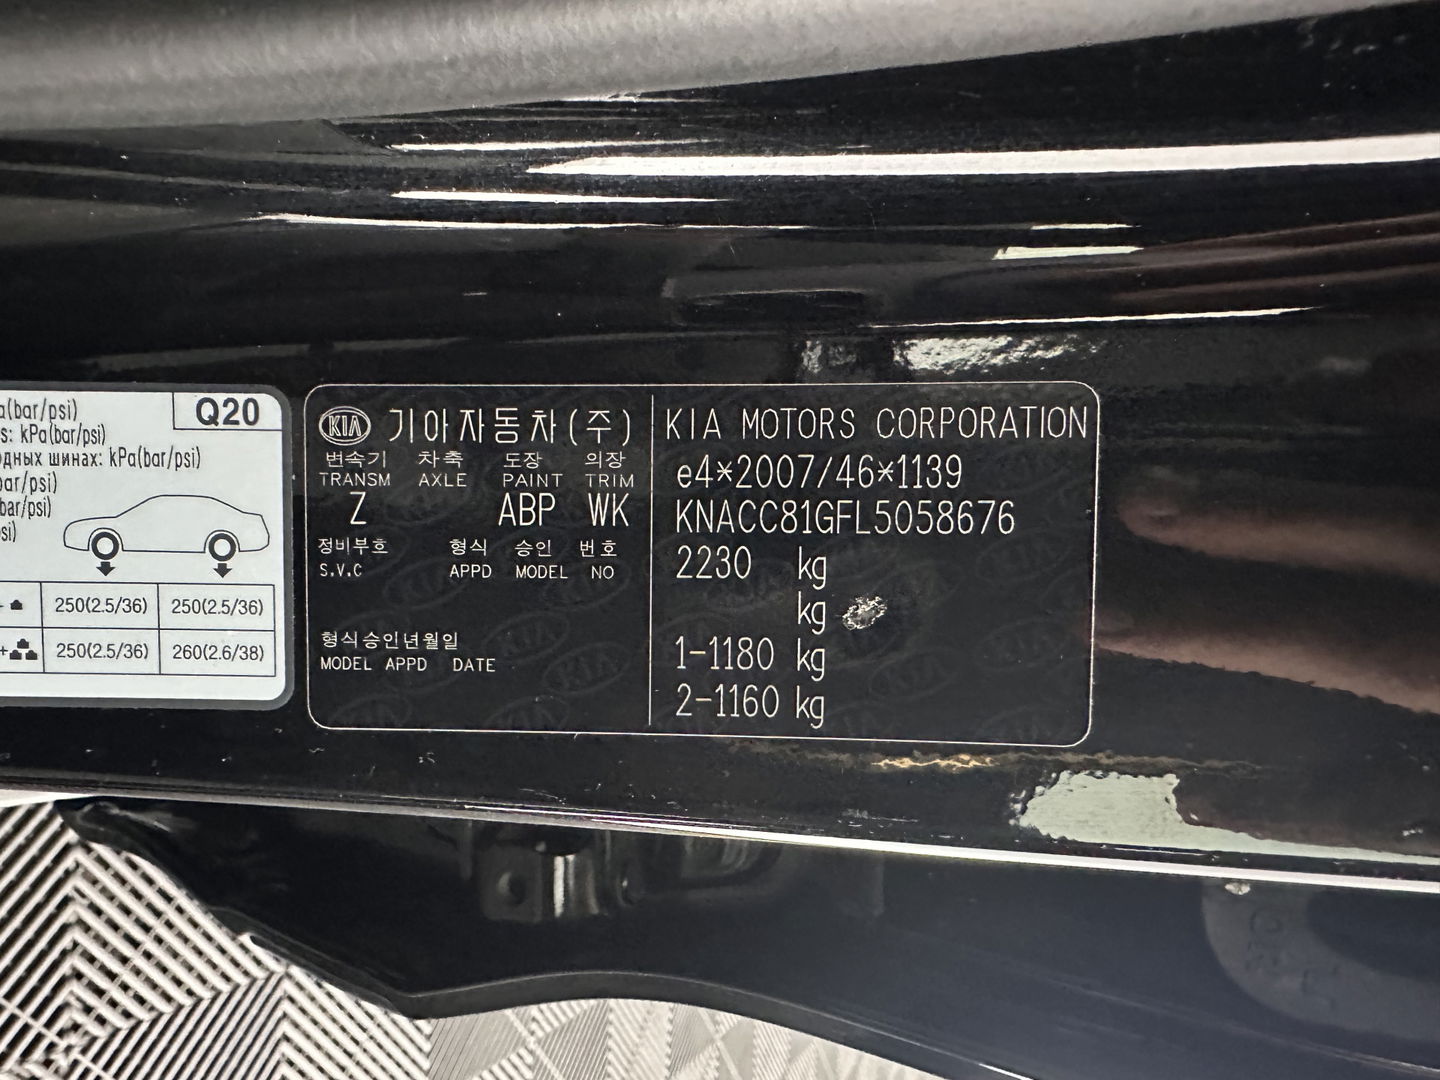 a(bar/psi)
s: kPa(bar/psi)
одных шинах: kPa(bar/psi)
bar/psi)
bar/psi)
si)
Q20
250(2.5/36) 250(2.5/36)
250(2.5/36) 260(2.6/38)
KIA 기아자동차(주)
변속기 차축 도장 의장
TRANSM AXLE PAINT TRIM
Z ABP WK
정비부호 형식 승인 번호
S.V.C APPD MODEL NO
형식승인년월일
MODEL APPD DATE
KIA MOTORS CORPORATION
e4*2007/46*1139
KNACC81GFL5058676
2230 kg
kg
1-1180 kg
2-1160 kg